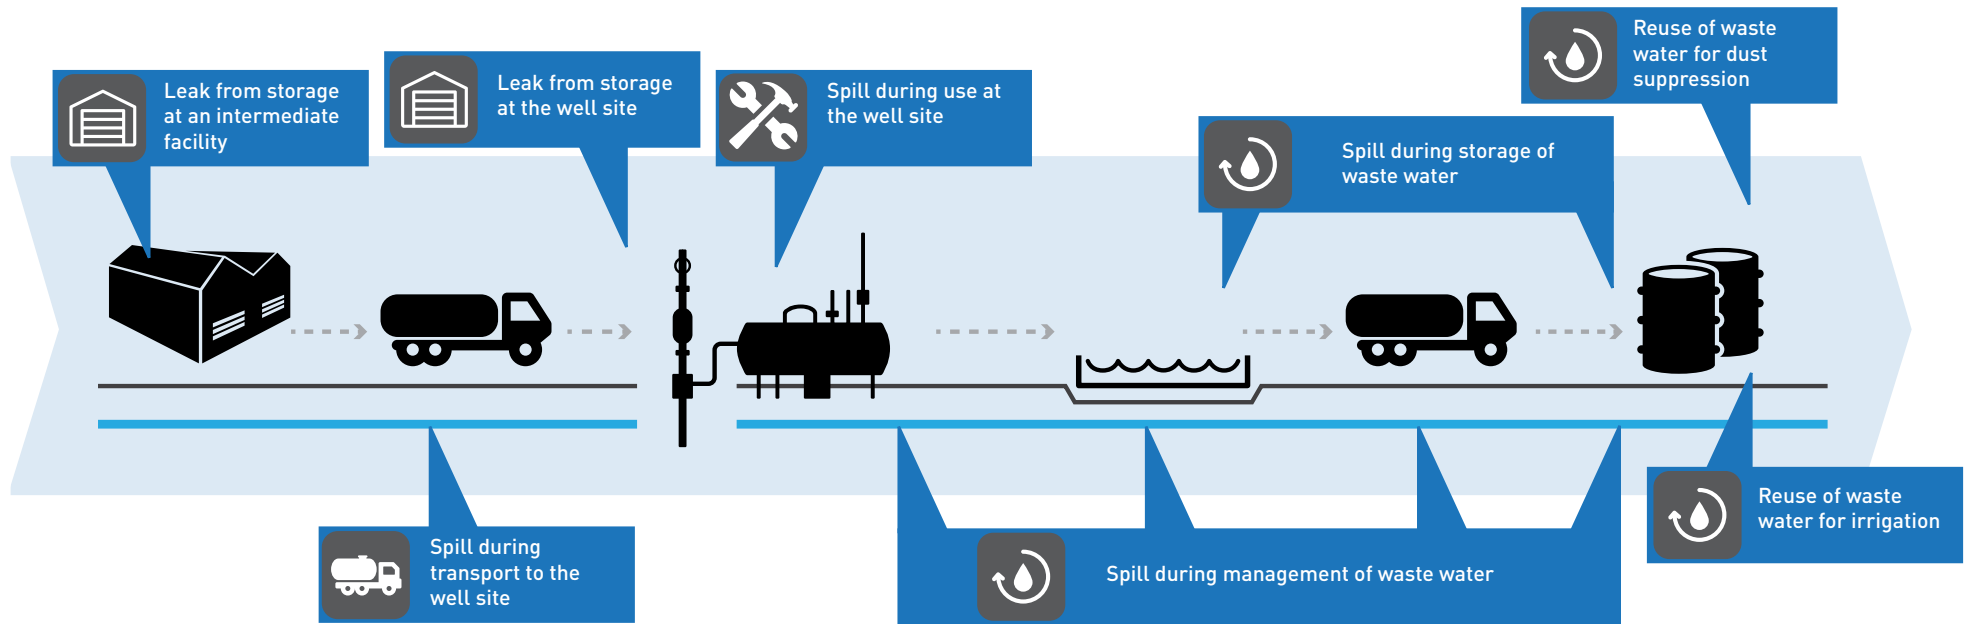 Leak from storage
at an intermediate
facility
Leak from storage
at the well site
Spill during use at
the well site
Spill during storage of
waste water
Reuse of waste
water for dust
suppression
Spill during
transport to the
well site
Spill during management of waste water
Reuse of waste
water for irrigation